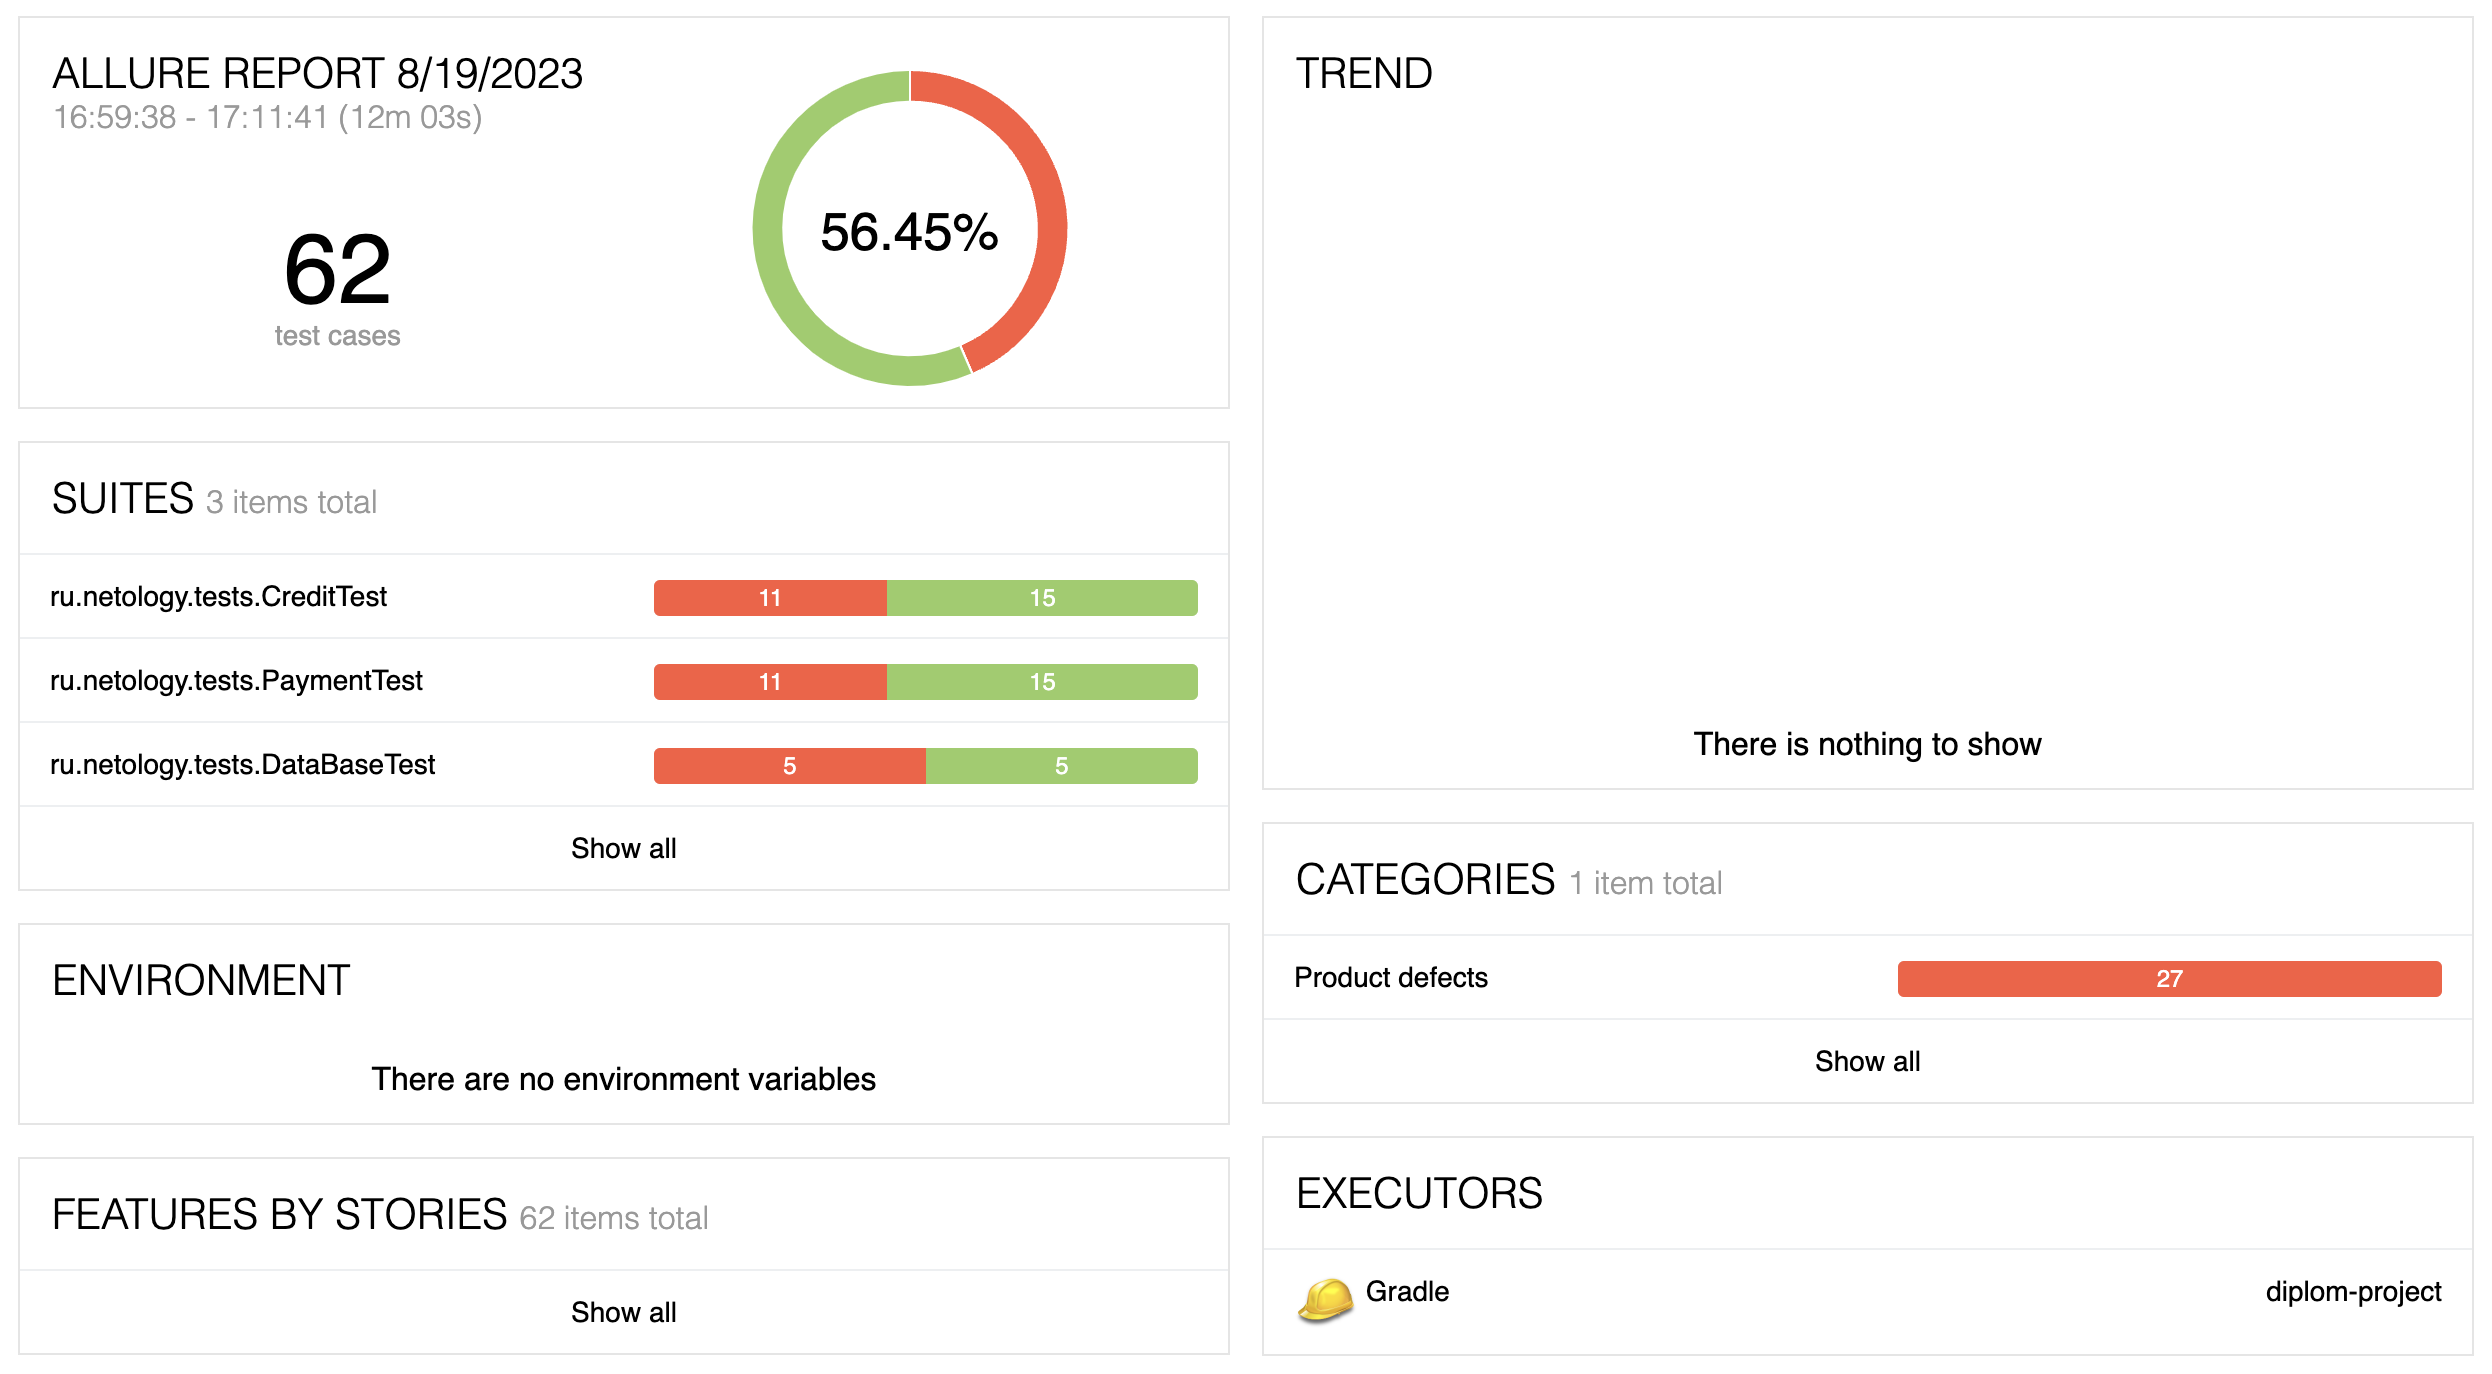 ALLURE REPORT 8/19/2023
16:59:38 - 17:11:41 (12m 03s)
62
test cases
56.45%
SUITES 3 items total
ru.netology.tests.CreditTest 11 15
ru.netology.tests.PaymentTest 11 15
ru.netology.tests.DataBaseTest 5 5
Show all
ENVIRONMENT
There are no environment variables
FEATURES BY STORIES 62 items total
Show all
TREND
There is nothing to show
CATEGORIES 1 item total
Product defects 27
Show all
EXECUTORS
Gradle diplom-project